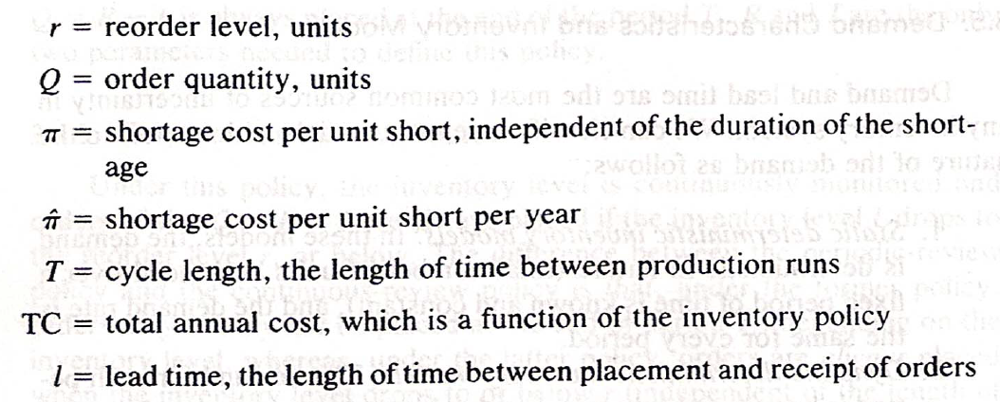 r = reorder level, units
Q = order quantity, units
π = shortage cost per unit short, independent of the duration of the short-
age
π̂ = shortage cost per unit short per year
T = cycle length, the length of time between production runs
TC = total annual cost, which is a function of the inventory policy
l = lead time, the length of time between placement and receipt of orders